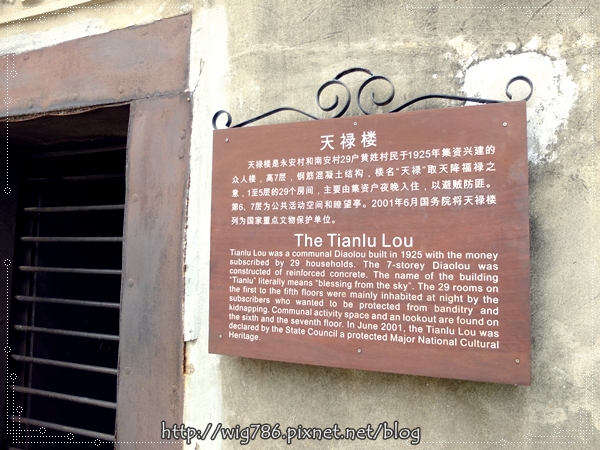 天禄楼
天禄楼是永安村和南安村29户黄姓村民于1925年集资兴建的
众人楼，高7层，钢筋混凝土结构，楼名“天禄”取天降福禄之
意，1至5层的29个房间，主要由集资户夜晚入住，以避贼防匪。
第6、7层为公共活动空间和瞭望亭。2001年6月国务院将天禄楼
列为国家重点文物保护单位。
The Tianlu Lou
Tianlu Lou was a communal Diaolou built in 1925 with the money
subscribed by 29 households. The 7-storey Diaolou was
constructed of reinforced concrete. The name of the building
“Tianlu” literally means “blessing from the sky”. The 29 rooms on
the first to the fifth floors were mainly inhabited at night by the
subscribers who wanted to be protected from banditry and
kidnapping. Communal activity space and an lookout are found on
the sixth and the seventh floor. In June 2001, the Tianlu Lou was
declared by the State Council a protected Major National Cultural
Heritage.
http://wig786.pixnet.net/blog